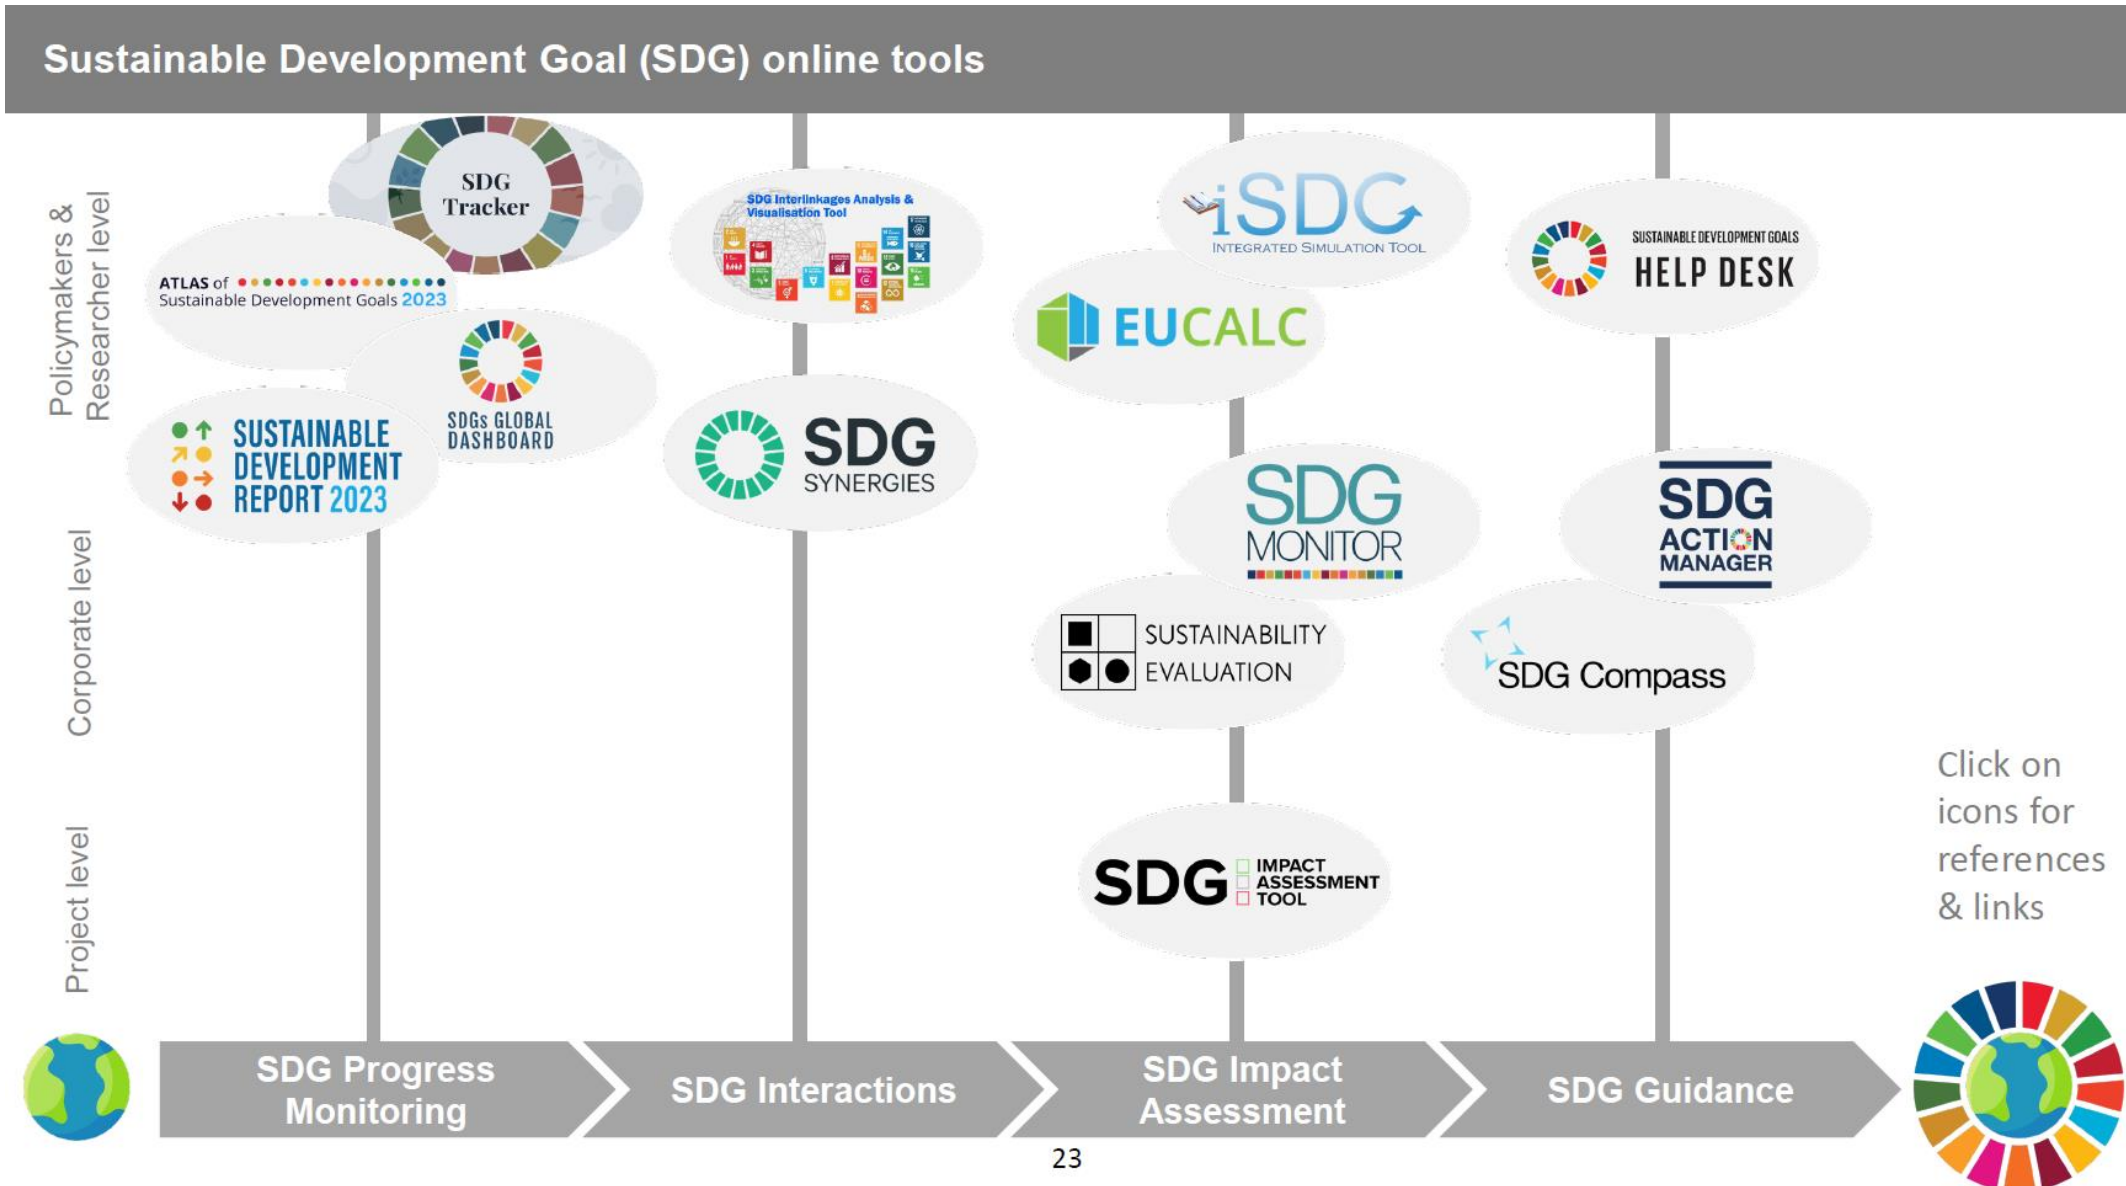 Sustainable Development Goal (SDG) online tools
Policymakers &
Researcher level
Corporate level
Project level
SDG
Tracker
ATLAS of
Sustainable Development Goals 2023
SDGs GLOBAL
DASHBOARD
SUSTAINABLE
DEVELOPMENT
REPORT 2023
SDG Interlinkages Analysis &
Visualisation Tool
SDG
SYNERGIES
iSDG
INTEGRATED SIMULATION TOOL
EUCALC
SDG
MONITOR
SUSTAINABILITY
EVALUATION
SDG
IMPACT
ASSESSMENT
TOOL
SUSTAINABLE DEVELOPMENT GOALS
HELP DESK
SDG
ACTION
MANAGER
SDG Compass
Click on
icons for
references
& links
SDG Progress
Monitoring
SDG Interactions
SDG Impact
Assessment
SDG Guidance
23